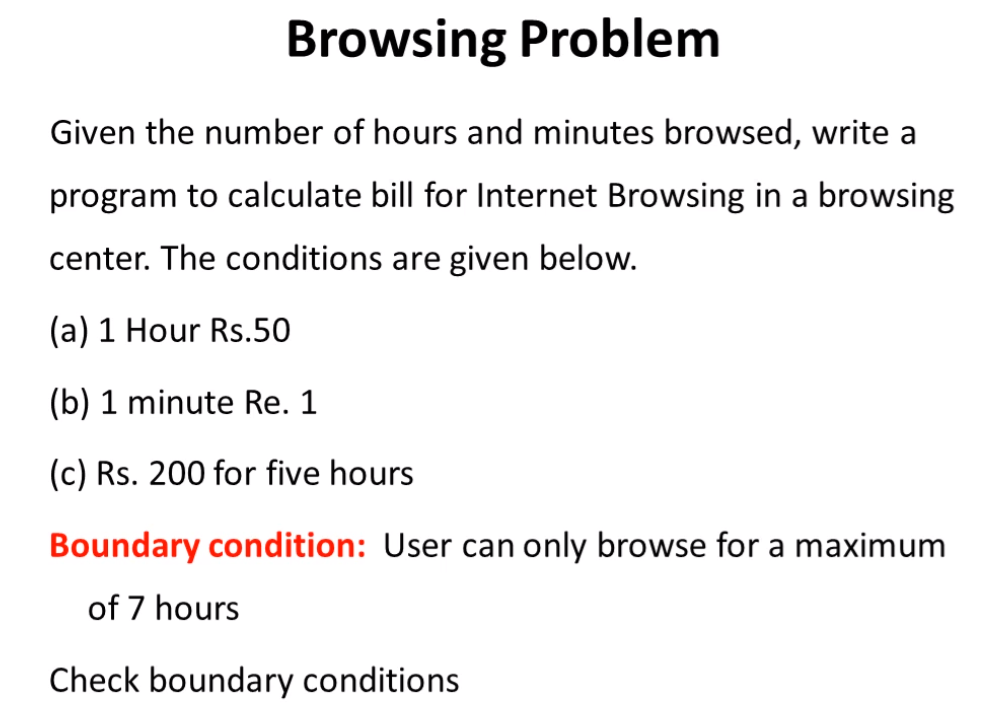 Browsing Problem
Given the number of hours and minutes browsed, write a
program to calculate bill for Internet Browsing in a browsing
center. The conditions are given below.
(a) 1 Hour Rs.50
(b) 1 minute Re. 1
(c) Rs. 200 for five hours
Boundary condition: User can only browse for a maximum
of 7 hours
Check boundary conditions